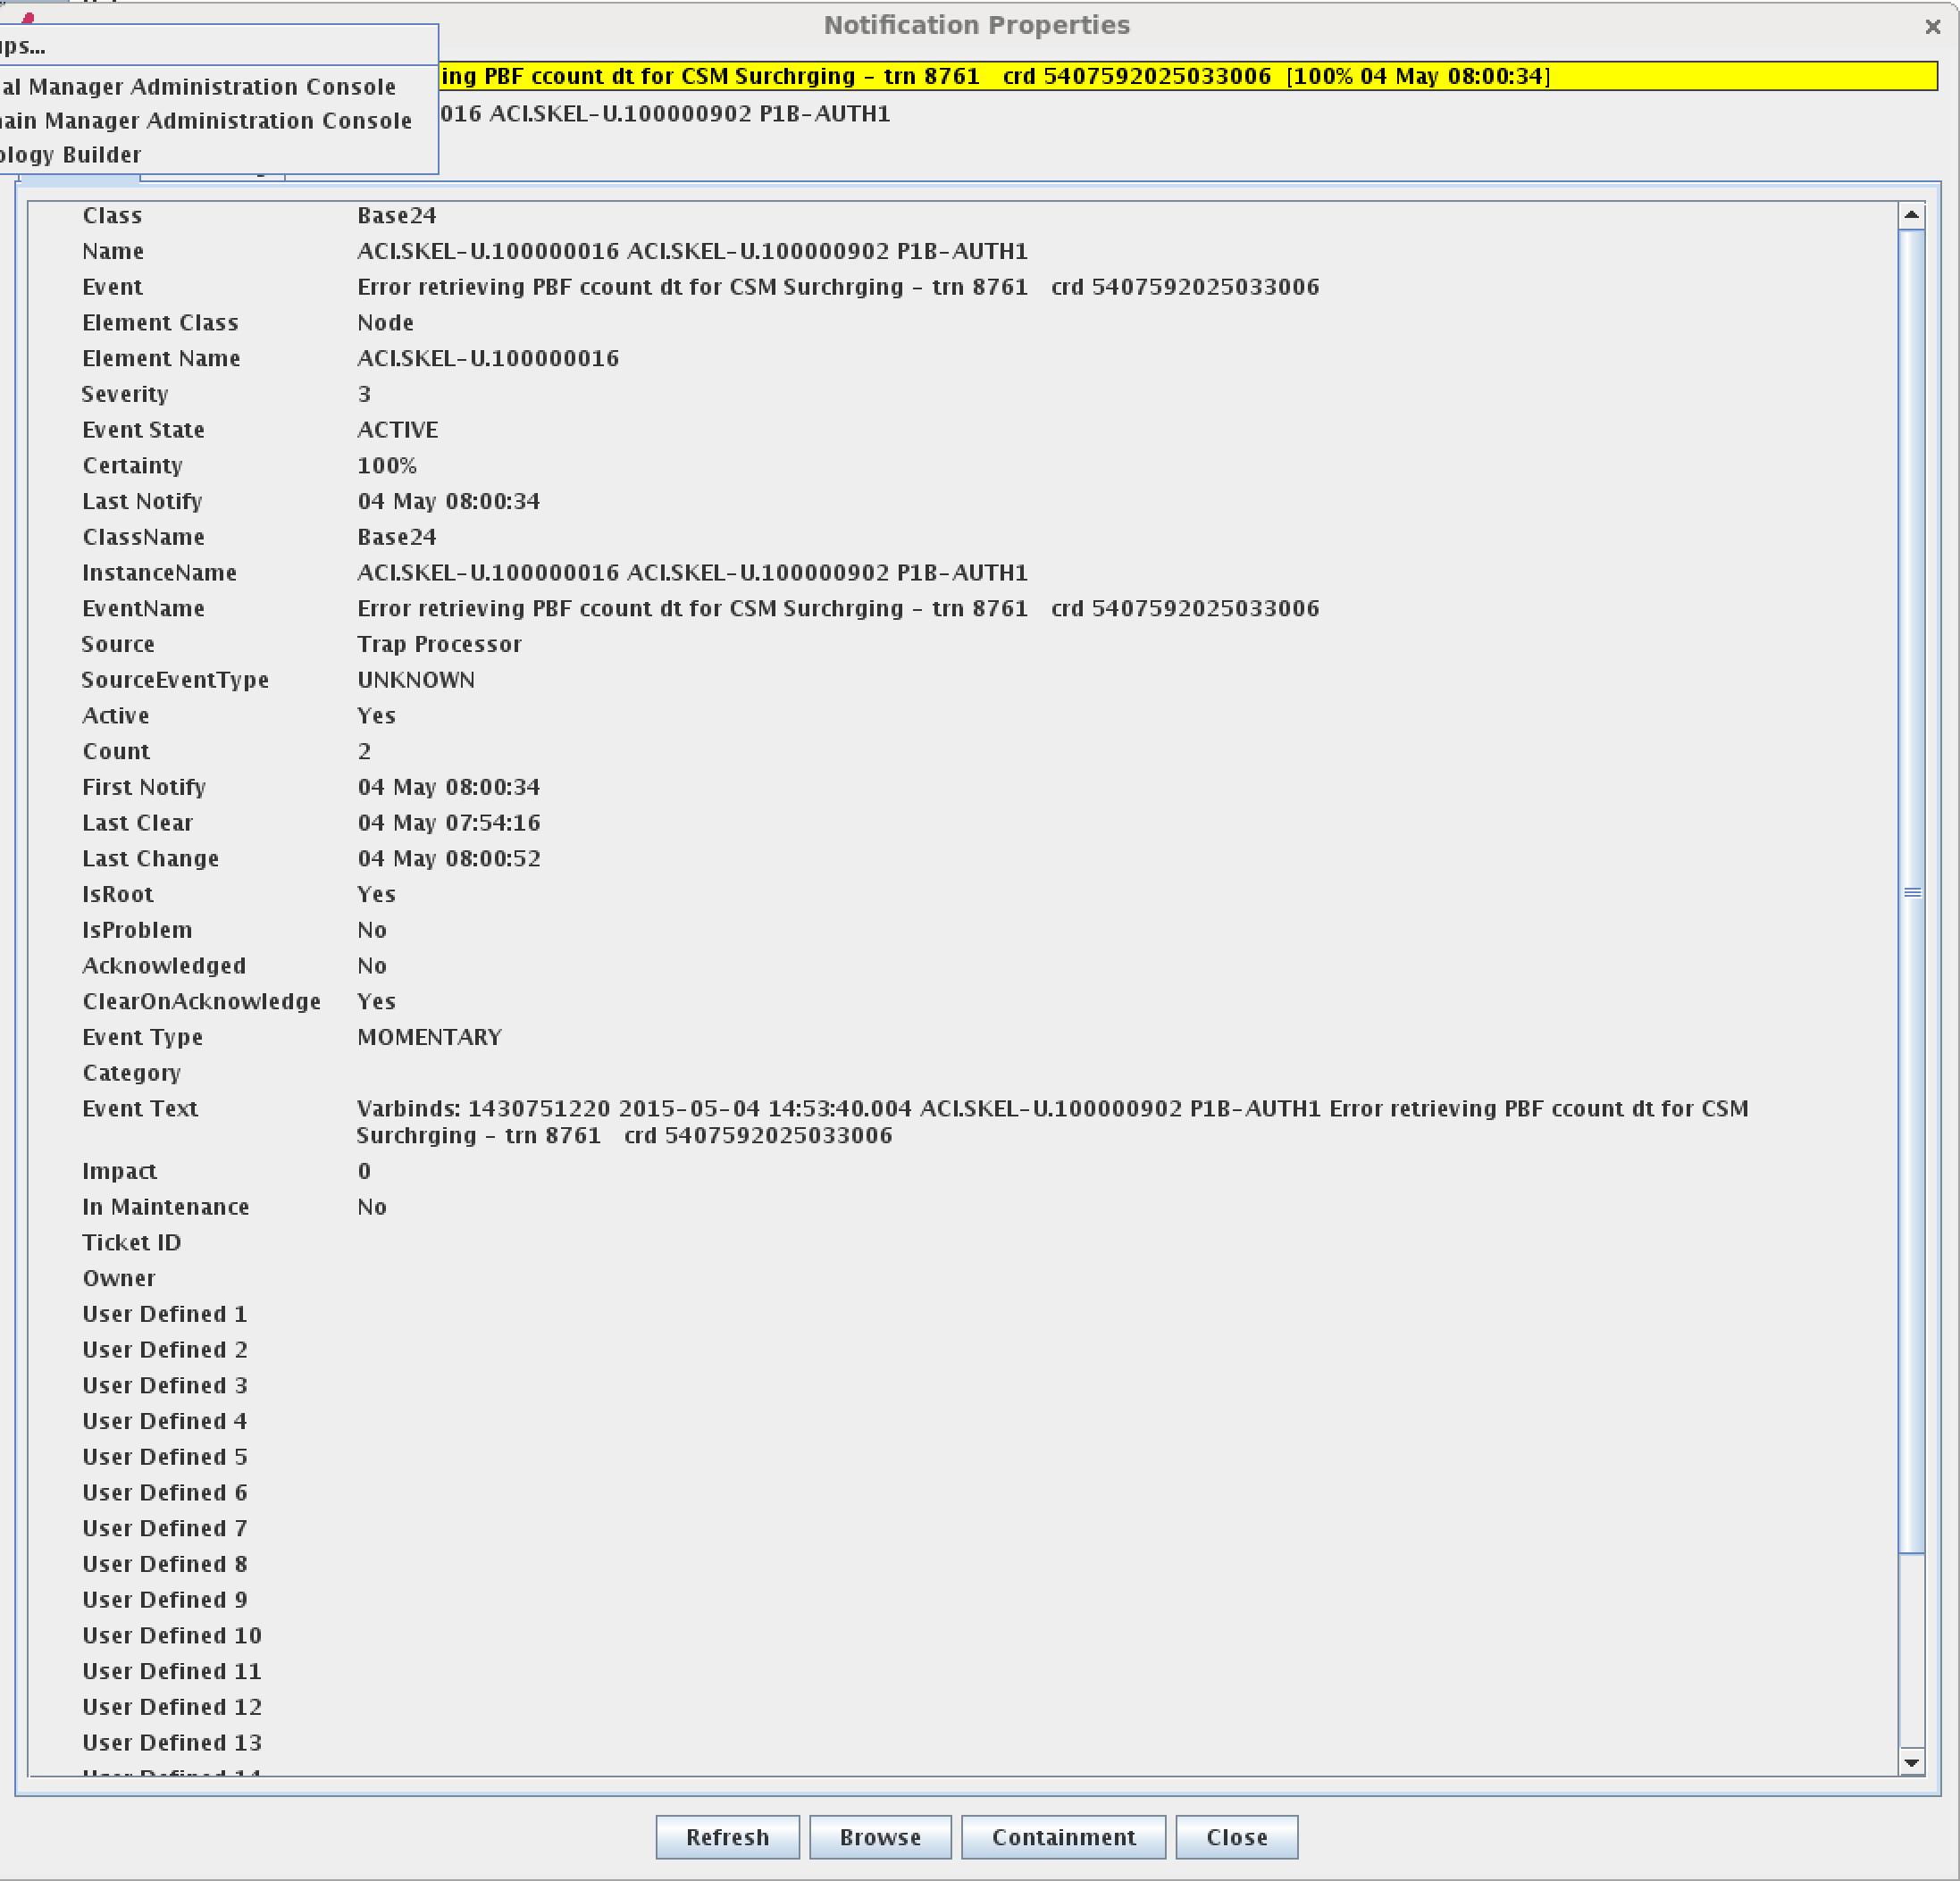 Notification Properties
ps...
al Manager Administration Console
ain Manager Administration Console
ology Builder
ing PBF ccount dt for CSM Surchrging - trn 8761 crd 5407592025033006 [100% 04 May 08:00:34]
016 ACI.SKEL-U.100000902 P1B-AUTH1
Class Base24
Name ACI.SKEL-U.100000016 ACI.SKEL-U.100000902 P1B-AUTH1
Event Error retrieving PBF ccount dt for CSM Surchrging - trn 8761 crd 5407592025033006
Element Class Node
Element Name ACI.SKEL-U.100000016
Severity 3
Event State ACTIVE
Certainty 100%
Last Notify 04 May 08:00:34
ClassName Base24
InstanceName ACI.SKEL-U.100000016 ACI.SKEL-U.100000902 P1B-AUTH1
EventName Error retrieving PBF ccount dt for CSM Surchrging - trn 8761 crd 5407592025033006
Source Trap Processor
SourceEventType UNKNOWN
Active Yes
Count 2
First Notify 04 May 08:00:34
Last Clear 04 May 07:54:16
Last Change 04 May 08:00:52
IsRoot Yes
IsProblem No
Acknowledged No
ClearOnAcknowledge Yes
Event Type MOMENTARY
Category
Event Text Varbinds: 1430751220 2015-05-04 14:53:40.004 ACI.SKEL-U.100000902 P1B-AUTH1 Error retrieving PBF ccount dt for CSM
Surchrging - trn 8761 crd 5407592025033006
Impact 0
In Maintenance No
Ticket ID
Owner
User Defined 1
User Defined 2
User Defined 3
User Defined 4
User Defined 5
User Defined 6
User Defined 7
User Defined 8
User Defined 9
User Defined 10
User Defined 11
User Defined 12
User Defined 13
User Defined 14
Refresh Browse Containment Close